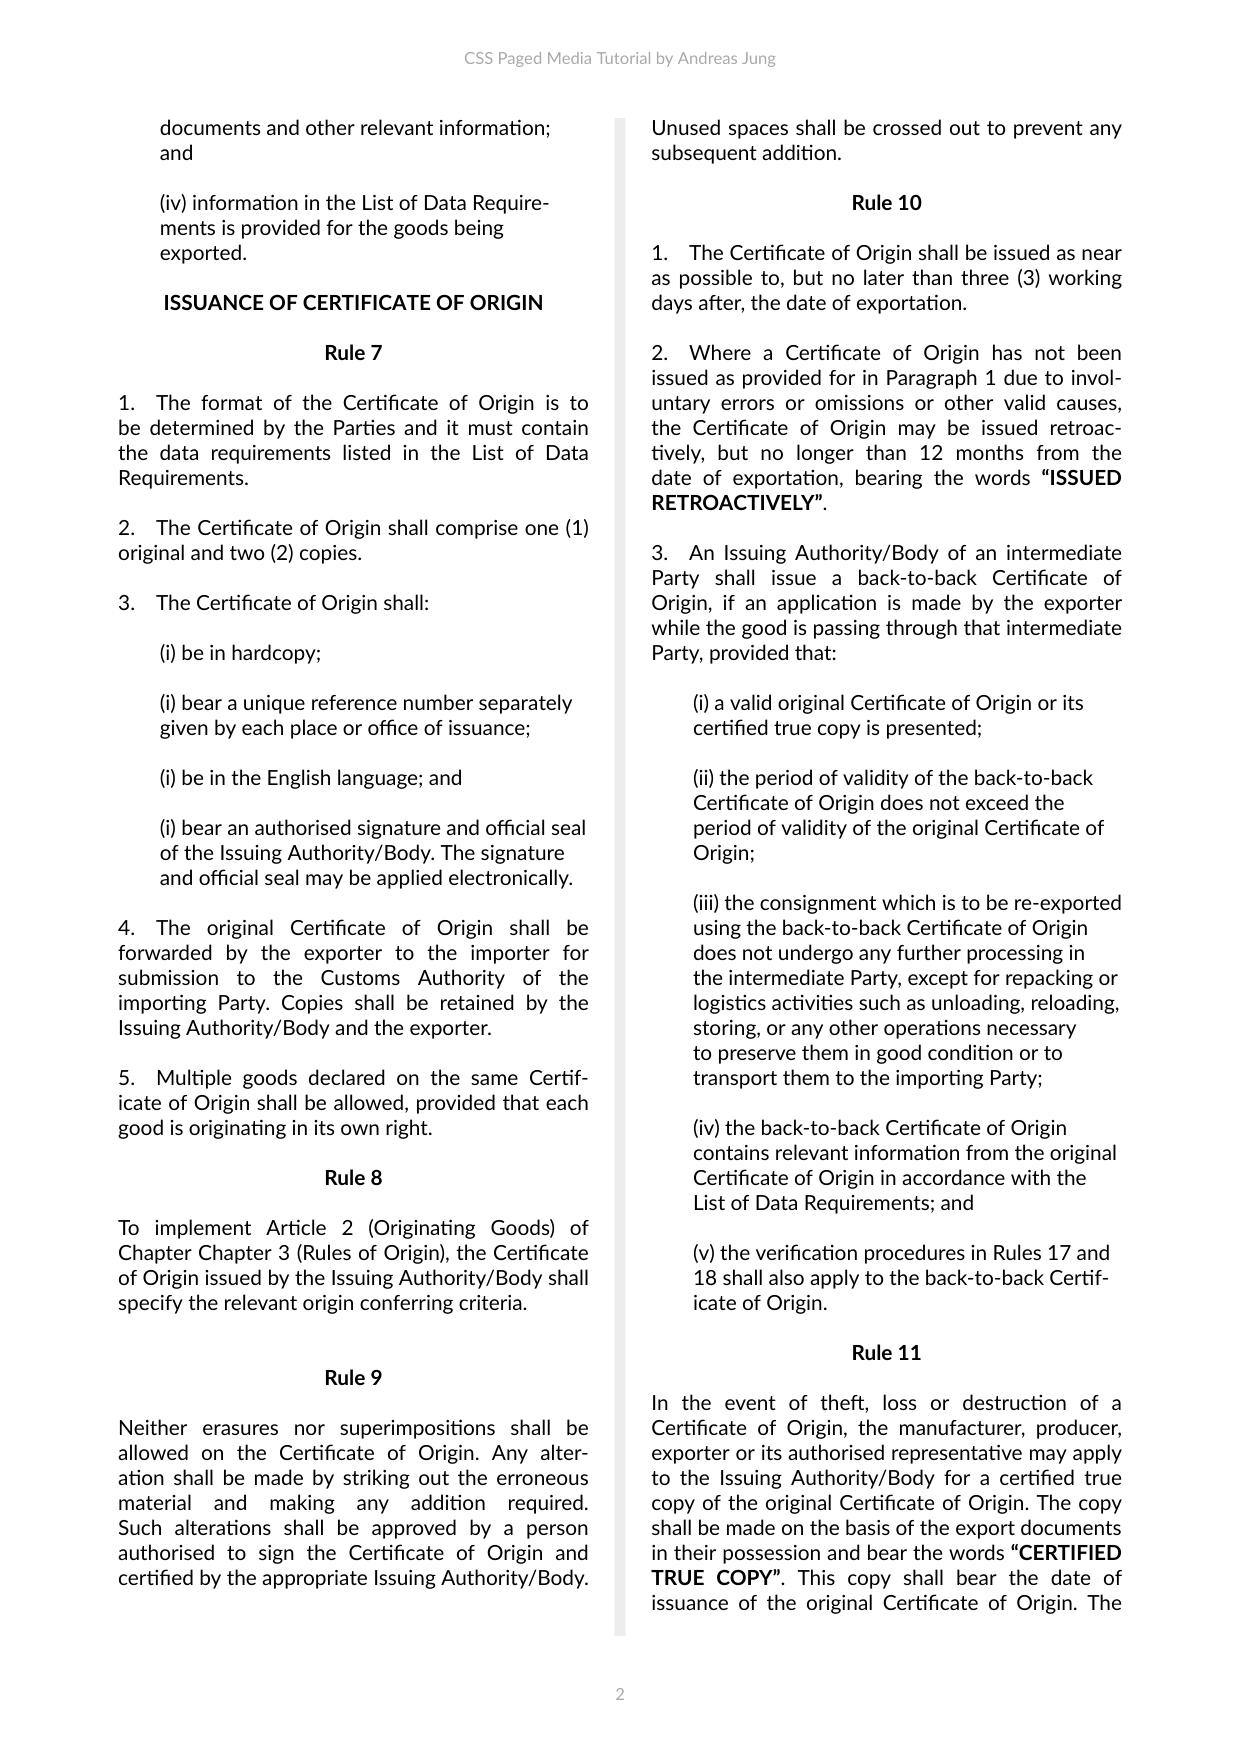 CSS Paged Media Tutorial by Andreas Jung
documents and other relevant information;
and
(iv) information in the List of Data Require-
ments is provided for the goods being
exported.
ISSUANCE OF CERTIFICATE OF ORIGIN
Rule 7
1. The format of the Certificate of Origin is to
be determined by the Parties and it must contain
the data requirements listed in the List of Data
Requirements.
2. The Certificate of Origin shall comprise one (1)
original and two (2) copies.
3. The Certificate of Origin shall:
(i) be in hardcopy;
(i) bear a unique reference number separately
given by each place or office of issuance;
(i) be in the English language; and
(i) bear an authorised signature and official seal
of the Issuing Authority/Body. The signature
and official seal may be applied electronically.
4. The original Certificate of Origin shall be
forwarded by the exporter to the importer for
submission to the Customs Authority of the
importing Party. Copies shall be retained by the
Issuing Authority/Body and the exporter.
5. Multiple goods declared on the same Certif-
icate of Origin shall be allowed, provided that each
good is originating in its own right.
Rule 8
To implement Article 2 (Originating Goods) of
Chapter Chapter 3 (Rules of Origin), the Certificate
of Origin issued by the Issuing Authority/Body shall
specify the relevant origin conferring criteria.
Rule 9
Neither erasures nor superimpositions shall be
allowed on the Certificate of Origin. Any alter-
ation shall be made by striking out the erroneous
material and making any addition required.
Such alterations shall be approved by a person
authorised to sign the Certificate of Origin and
certified by the appropriate Issuing Authority/Body.
Unused spaces shall be crossed out to prevent any
subsequent addition.
Rule 10
1. The Certificate of Origin shall be issued as near
as possible to, but no later than three (3) working
days after, the date of exportation.
2. Where a Certificate of Origin has not been
issued as provided for in Paragraph 1 due to invol-
untary errors or omissions or other valid causes,
the Certificate of Origin may be issued retroac-
tively, but no longer than 12 months from the
date of exportation, bearing the words “ISSUED
RETROACTIVELY”.
3. An Issuing Authority/Body of an intermediate
Party shall issue a back-to-back Certificate of
Origin, if an application is made by the exporter
while the good is passing through that intermediate
Party, provided that:
(i) a valid original Certificate of Origin or its
certified true copy is presented;
(ii) the period of validity of the back-to-back
Certificate of Origin does not exceed the
period of validity of the original Certificate of
Origin;
(iii) the consignment which is to be re-exported
using the back-to-back Certificate of Origin
does not undergo any further processing in
the intermediate Party, except for repacking or
logistics activities such as unloading, reloading,
storing, or any other operations necessary
to preserve them in good condition or to
transport them to the importing Party;
(iv) the back-to-back Certificate of Origin
contains relevant information from the original
Certificate of Origin in accordance with the
List of Data Requirements; and
(v) the verification procedures in Rules 17 and
18 shall also apply to the back-to-back Certif-
icate of Origin.
Rule 11
In the event of theft, loss or destruction of a
Certificate of Origin, the manufacturer, producer,
exporter or its authorised representative may apply
to the Issuing Authority/Body for a certified true
copy of the original Certificate of Origin. The copy
shall be made on the basis of the export documents
in their possession and bear the words “CERTIFIED
TRUE COPY”. This copy shall bear the date of
issuance of the original Certificate of Origin. The
2